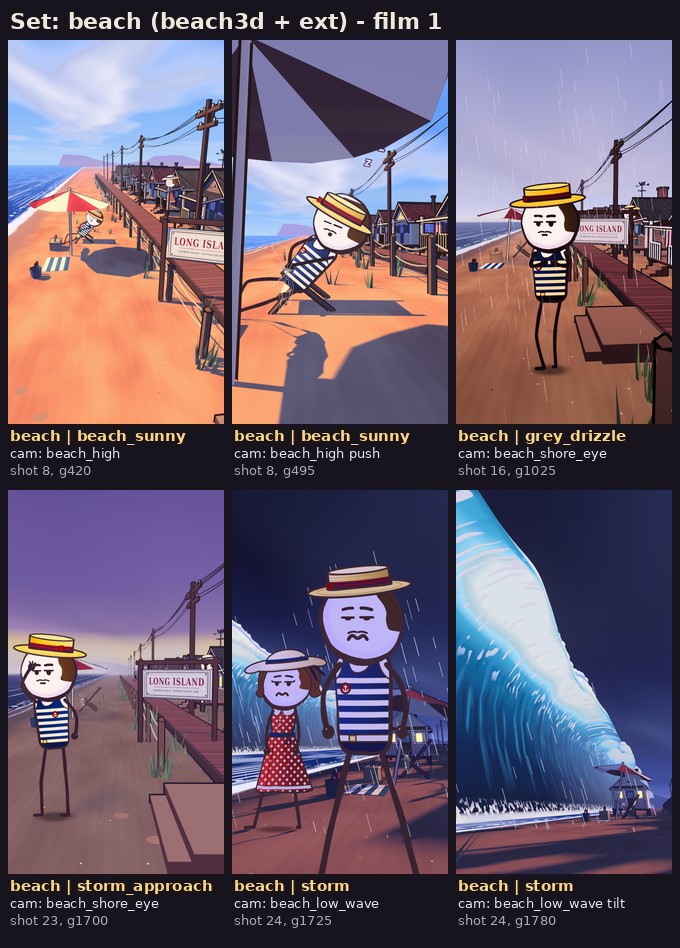 Set: beach (beach3d + ext) - film 1
LONG ISLA
z
LONG ISLAND
beach | beach_sunny
cam: beach_high
shot 8, g420
beach | beach_sunny
cam: beach_high push
shot 8, g495
beach | grey_drizzle
cam: beach_shore_eye
shot 16, g1025
LONG ISLAND
beach | storm_approach
cam: beach_shore_eye
shot 23, g1700
beach | storm
cam: beach_low_wave
shot 24, g1725
beach | storm
cam: beach_low_wave tilt
shot 24, g1780